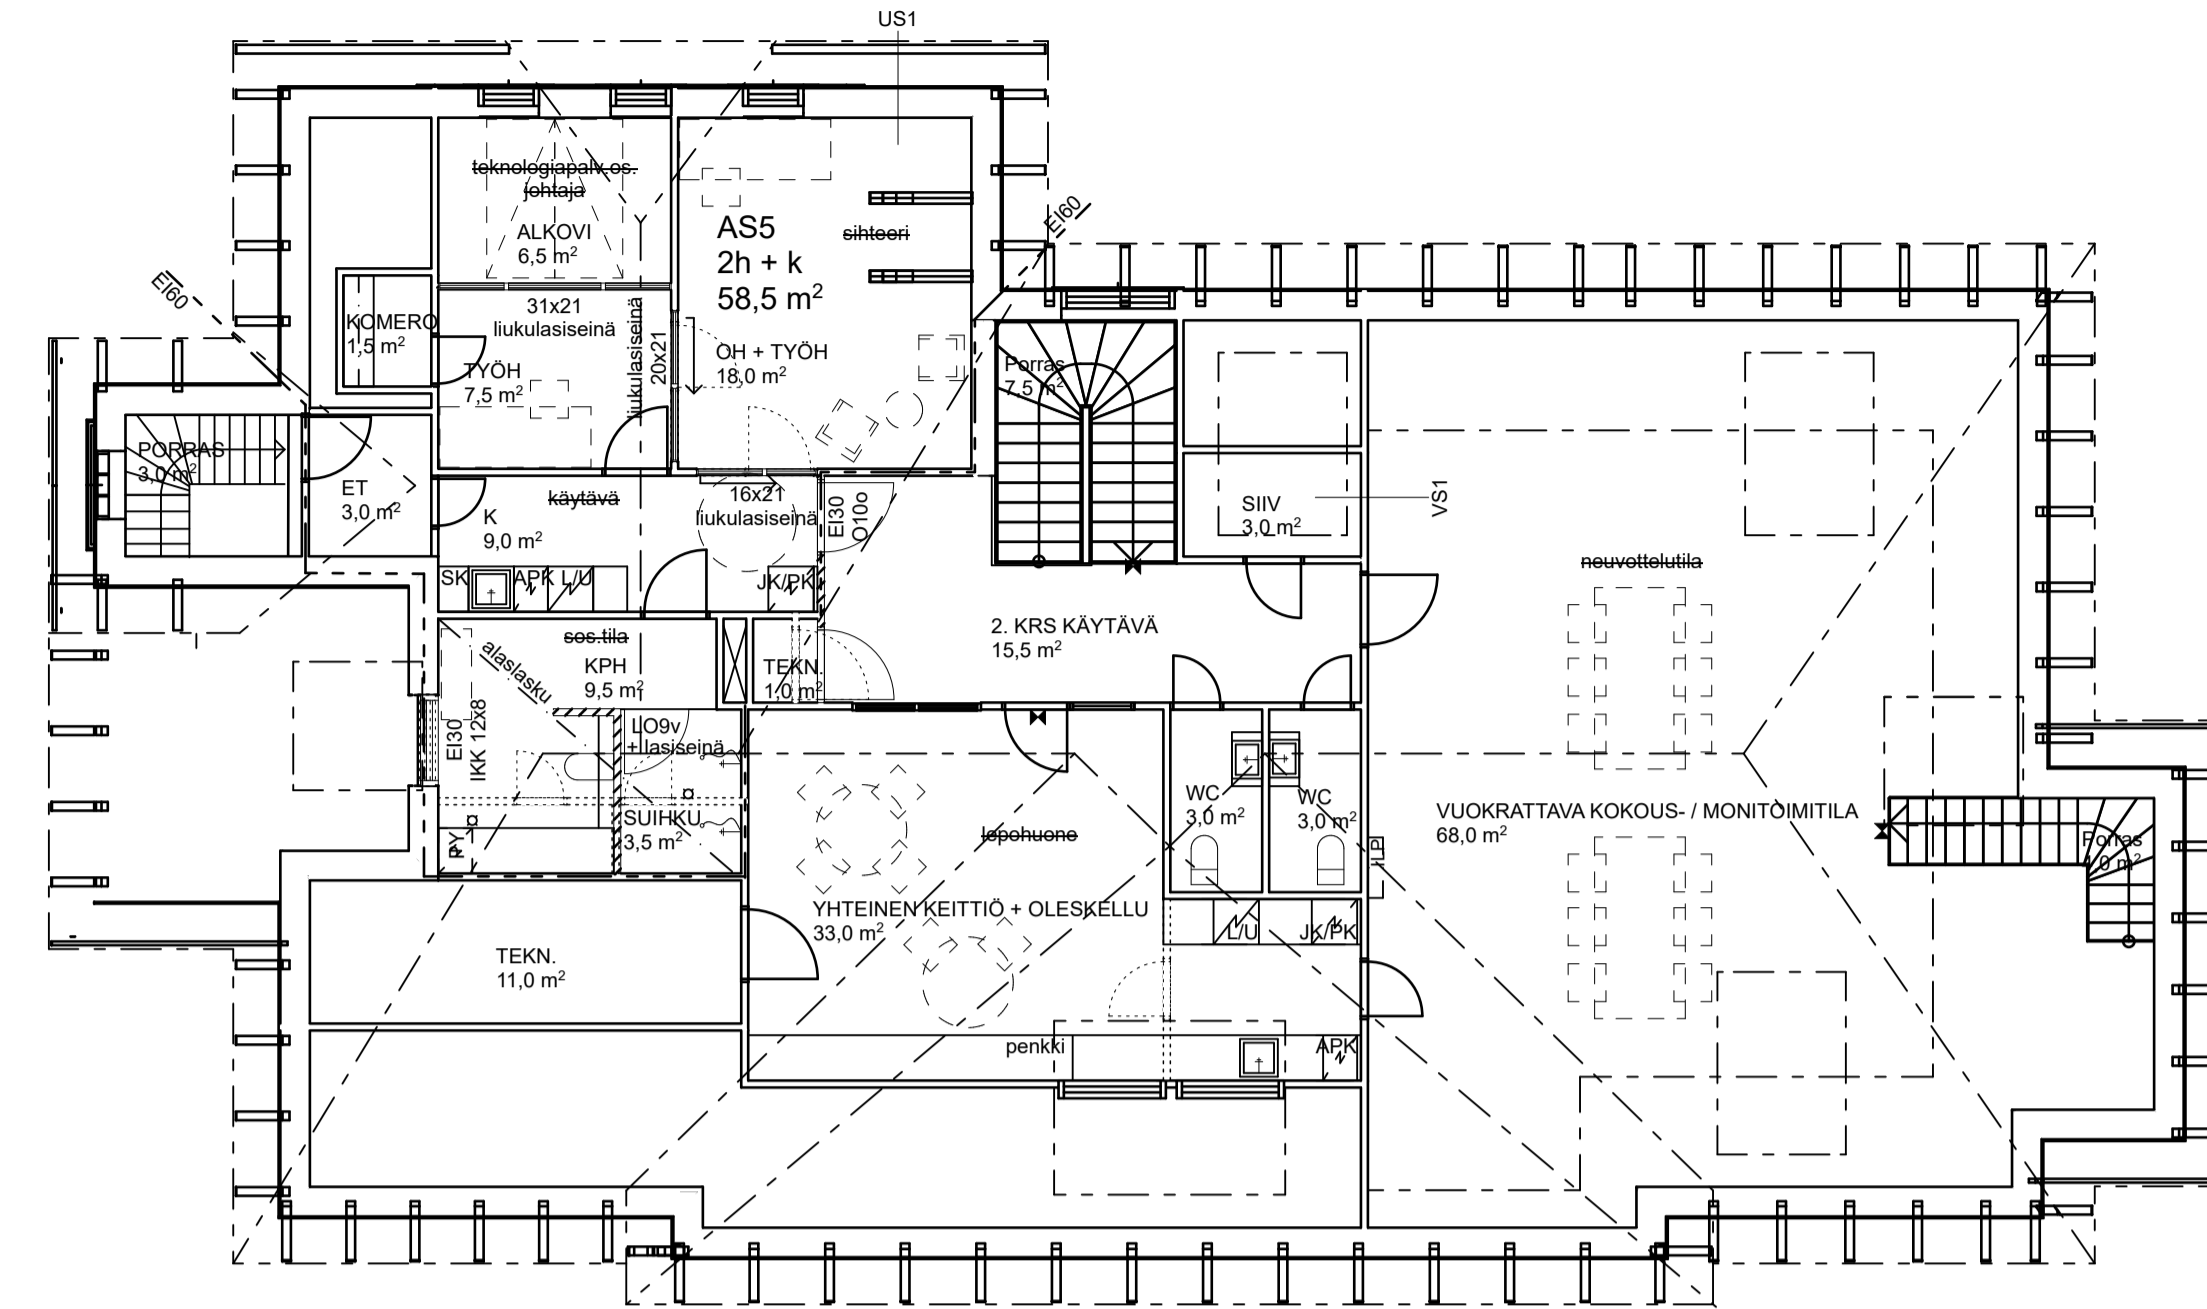 US1
teknologiapalv.os.
johtaja
ALKOVI
6,5 m²
AS5
2h + k
58,5 m²
sihteeri
EI60
EI60
KOMERO
1,5 m²
31x21
liukulasiseinä
liukulasiseinä
20x21
TYÖH
7,5 m²
OH + TYÖH
18,0 m²
Porras
7,5 m²
PORRAS
3,0 m²
ET
3,0 m²
käytävä
K
9,0 m²
16x21
liukulasiseinä
EI30
O10o
SIIV
3,0 m²
VS1
SK
APK
L/U
JK/PK
neuvottelutila
sos.tila
KPH
9,5 m²
alaslasku
TEKN.
1,0 m²
2. KRS KÄYTÄVÄ
15,5 m²
EI30
IKK 12x8
LO9v
+llasiseinä
SUIHKU
3,5 m²
PY
lepohuone
WC
3,0 m²
WC
3,0 m²
LP
VUOKRATTAVA KOKOUS- / MONITOIMITILA
68,0 m²
Porras
YHTEINEN KEITTIÖ + OLESKELLU
33,0 m²
L/U
JK/PK
TEKN.
11,0 m²
penkki
APK